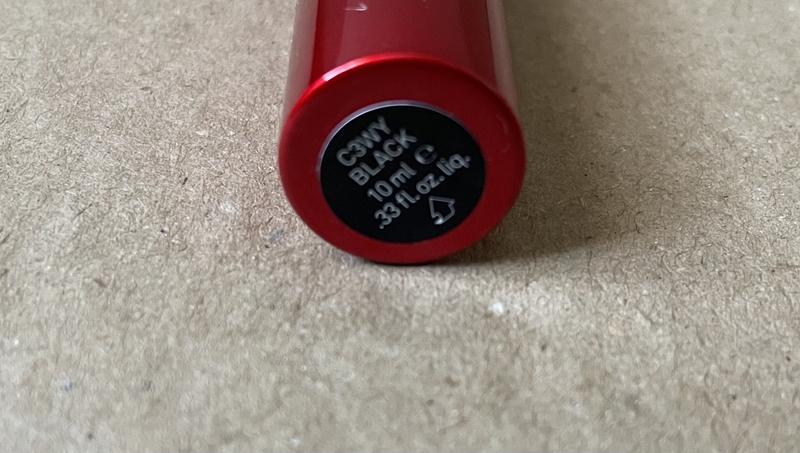 C3WY
BLACK
10 ml e
.33 fl. oz. liq.